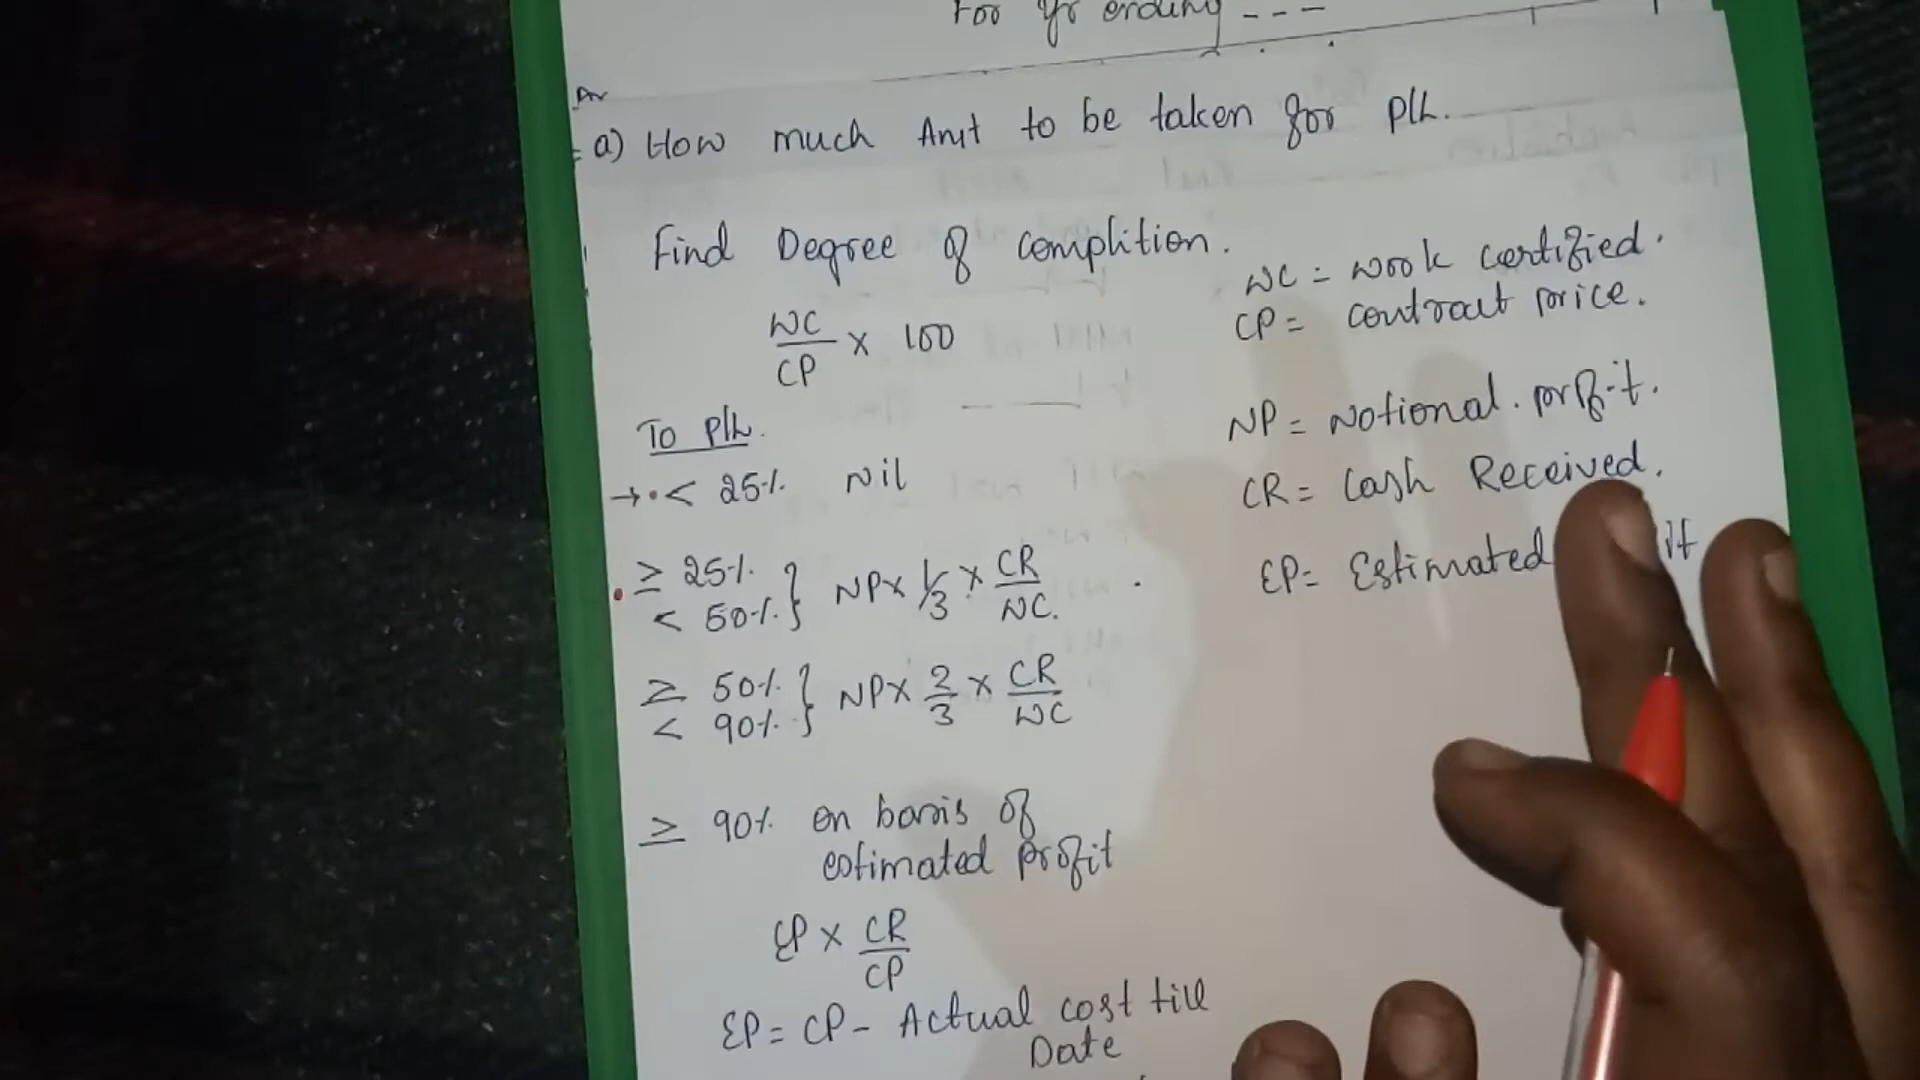 For yr ending ---
a) How much Amt to be taken for P/L.
Find Degree of complition.
WC/CP × 100
WC = work certified.
CP = contract price.
NP = Notional profit.
CR = Cash Received.
EP = Estimated
To P/L.
→ • < 25% Nil
≥ 25% < 50% } NP × 1/3 × CR/WC.
≥ 50% < 90% } NP × 2/3 × CR/WC
≥ 90% on basis of
estimated profit
EP × CR/CP
EP = CP - Actual cost till
Date